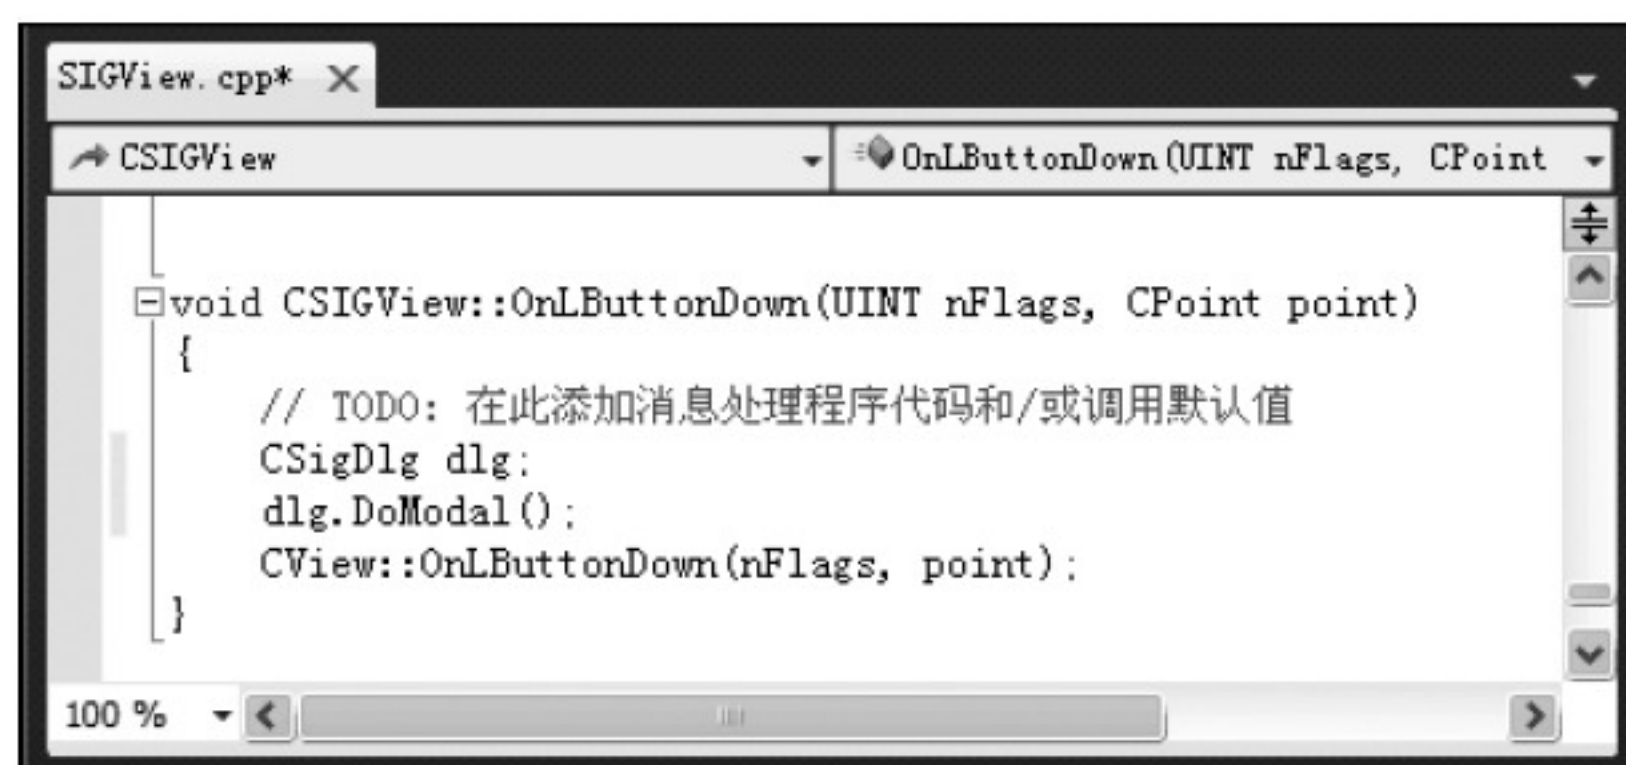 SIGView.cpp*
CSIGView
OnLButtonDown(UINT nFlags, CPoint
void CSIGView::OnLButtonDown(UINT nFlags, CPoint point)
{
// TODO: 在此添加消息处理程序代码和/或调用默认值
CSigDlg dlg;
dlg.DoModal();
CView::OnLButtonDown(nFlags, point);
}
100 %